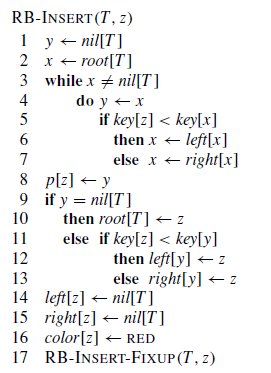 RB-INSERT(T, z)
1 y ← nil[T]
2 x ← root[T]
3 while x ≠ nil[T]
4 do y ← x
5 if key[z] < key[x]
6 then x ← left[x]
7 else x ← right[x]
8 p[z] ← y
9 if y = nil[T]
10 then root[T] ← z
11 else if key[z] < key[y]
12 then left[y] ← z
13 else right[y] ← z
14 left[z] ← nil[T]
15 right[z] ← nil[T]
16 color[z] ← RED
17 RB-INSERT-FIXUP(T, z)